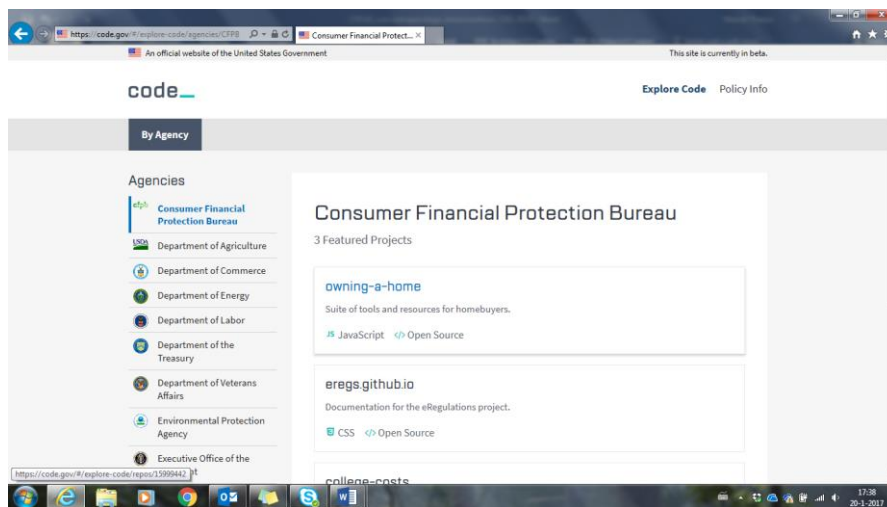 https://code.gov/#/explore-code/agencies/CFPB
Consumer Financial Protect...
An official website of the United States Government
This site is currently in beta.
code_
Explore Code Policy Info
By Agency
Agencies
cfpb
Consumer Financial
Protection Bureau
USDA
Department of Agriculture
Department of Commerce
Department of Energy
Department of Labor
Department of the
Treasury
Department of Veterans
Affairs
Environmental Protection
Agency
Executive Office of the
Consumer Financial Protection Bureau
3 Featured Projects
owning-a-home
Suite of tools and resources for homebuyers.
JS JavaScript </> Open Source
eregs.github.io
Documentation for the eRegulations project.
CSS </> Open Source
college-costs
https://code.gov/#/explore-code/repos/15999442
17:38
20-1-2017